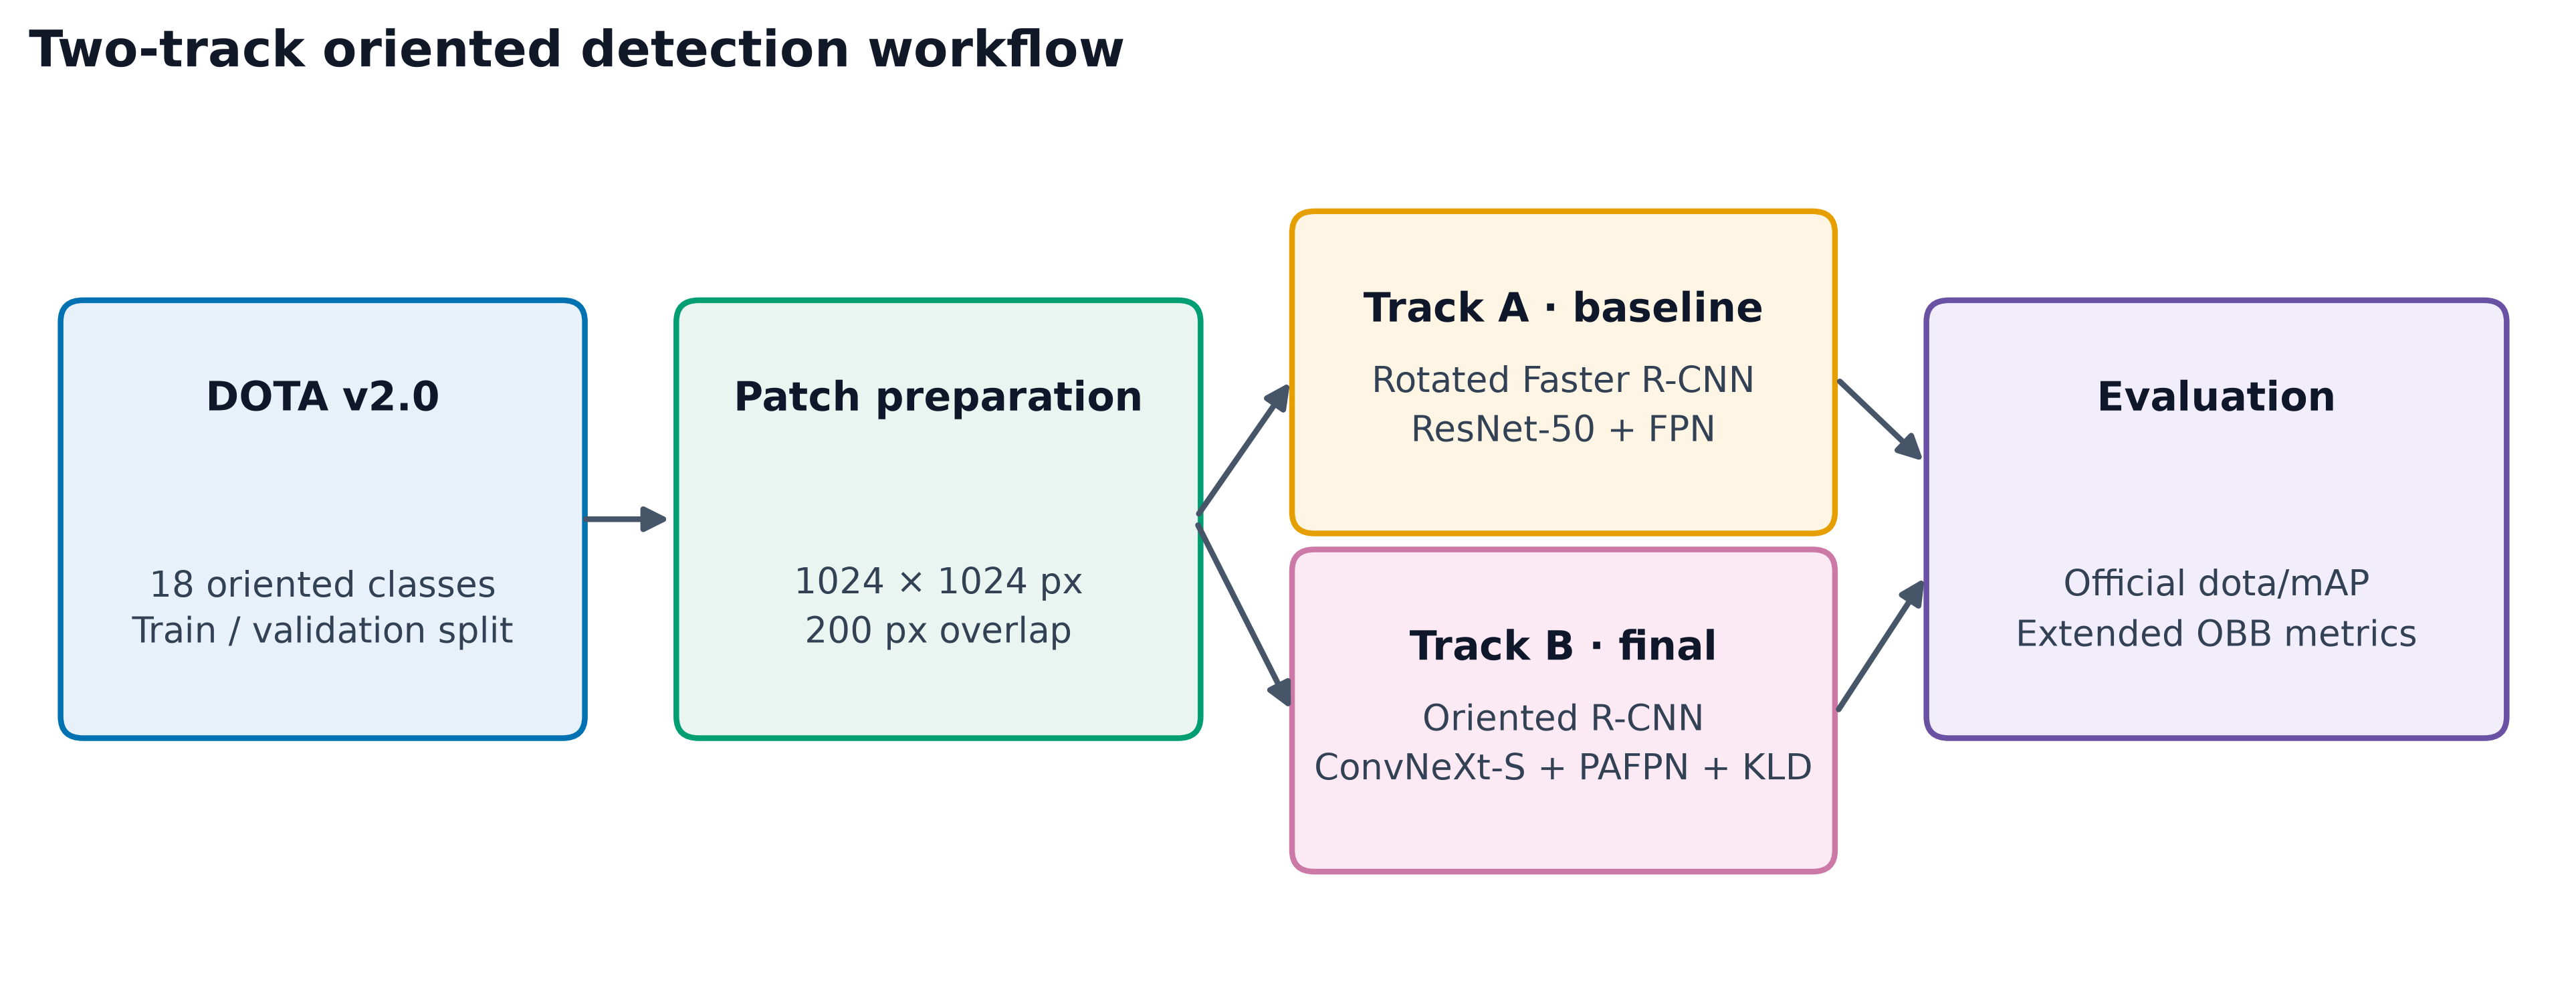 Two-track oriented detection workflow
DOTA v2.0
18 oriented classes
Train / validation split
Patch preparation
1024 × 1024 px
200 px overlap
Track A · baseline
Rotated Faster R-CNN
ResNet-50 + FPN
Track B · final
Oriented R-CNN
ConvNeXt-S + PAFPN + KLD
Evaluation
Official dota/mAP
Extended OBB metrics